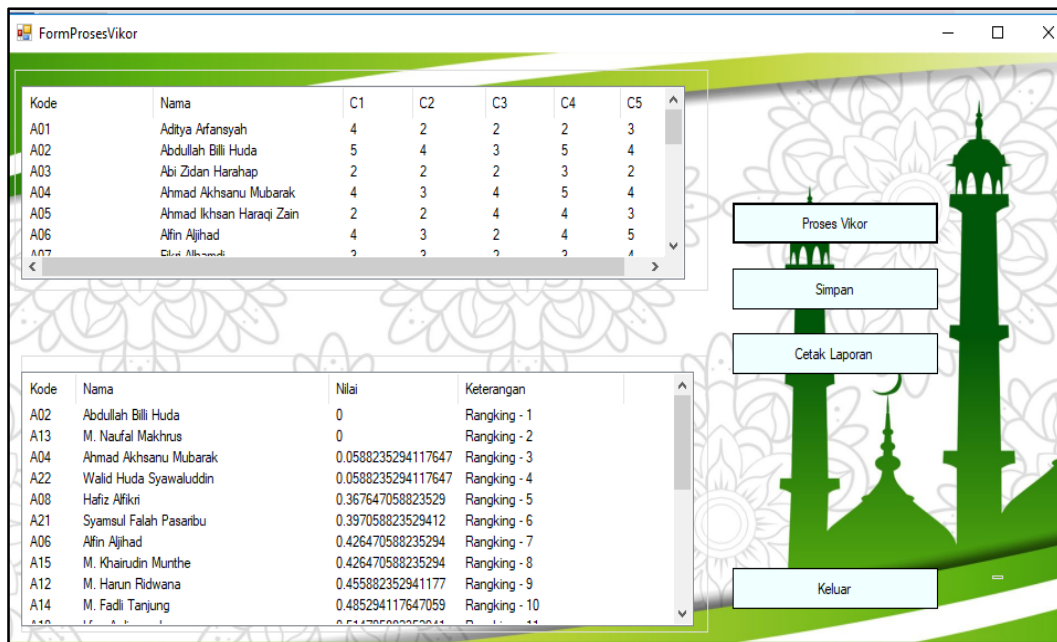 FormProsesVikor
Kode Nama C1 C2 C3 C4 C5
A01 Aditya Arfansyah 4 2 2 2 3
A02 Abdullah Billi Huda 5 4 3 5 4
A03 Abi Zidan Harahap 2 2 2 3 2
A04 Ahmad Akhsanu Mubarak 4 3 4 5 4
A05 Ahmad Ikhsan Haraqi Zain 2 2 4 4 3
A06 Alfin Aljihad 4 3 2 4 5
A07 Fikri Alhamdi
Proses Vikor
Simpan
Cetak Laporan
Kode Nama Nilai Keterangan
A02 Abdullah Billi Huda 0 Rangking - 1
A13 M. Naufal Makhrus 0 Rangking - 2
A04 Ahmad Akhsanu Mubarak 0.0588235294117647 Rangking - 3
A22 Walid Huda Syawaluddin 0.0588235294117647 Rangking - 4
A08 Hafiz Alfikri 0.367647058823529 Rangking - 5
A21 Syamsul Falah Pasaribu 0.397058823529412 Rangking - 6
A06 Alfin Aljihad 0.426470588235294 Rangking - 7
A15 M. Khairudin Munthe 0.426470588235294 Rangking - 8
A12 M. Harun Ridwana 0.455882352941177 Rangking - 9
A14 M. Fadli Tanjung 0.485294117647059 Rangking - 10
Keluar